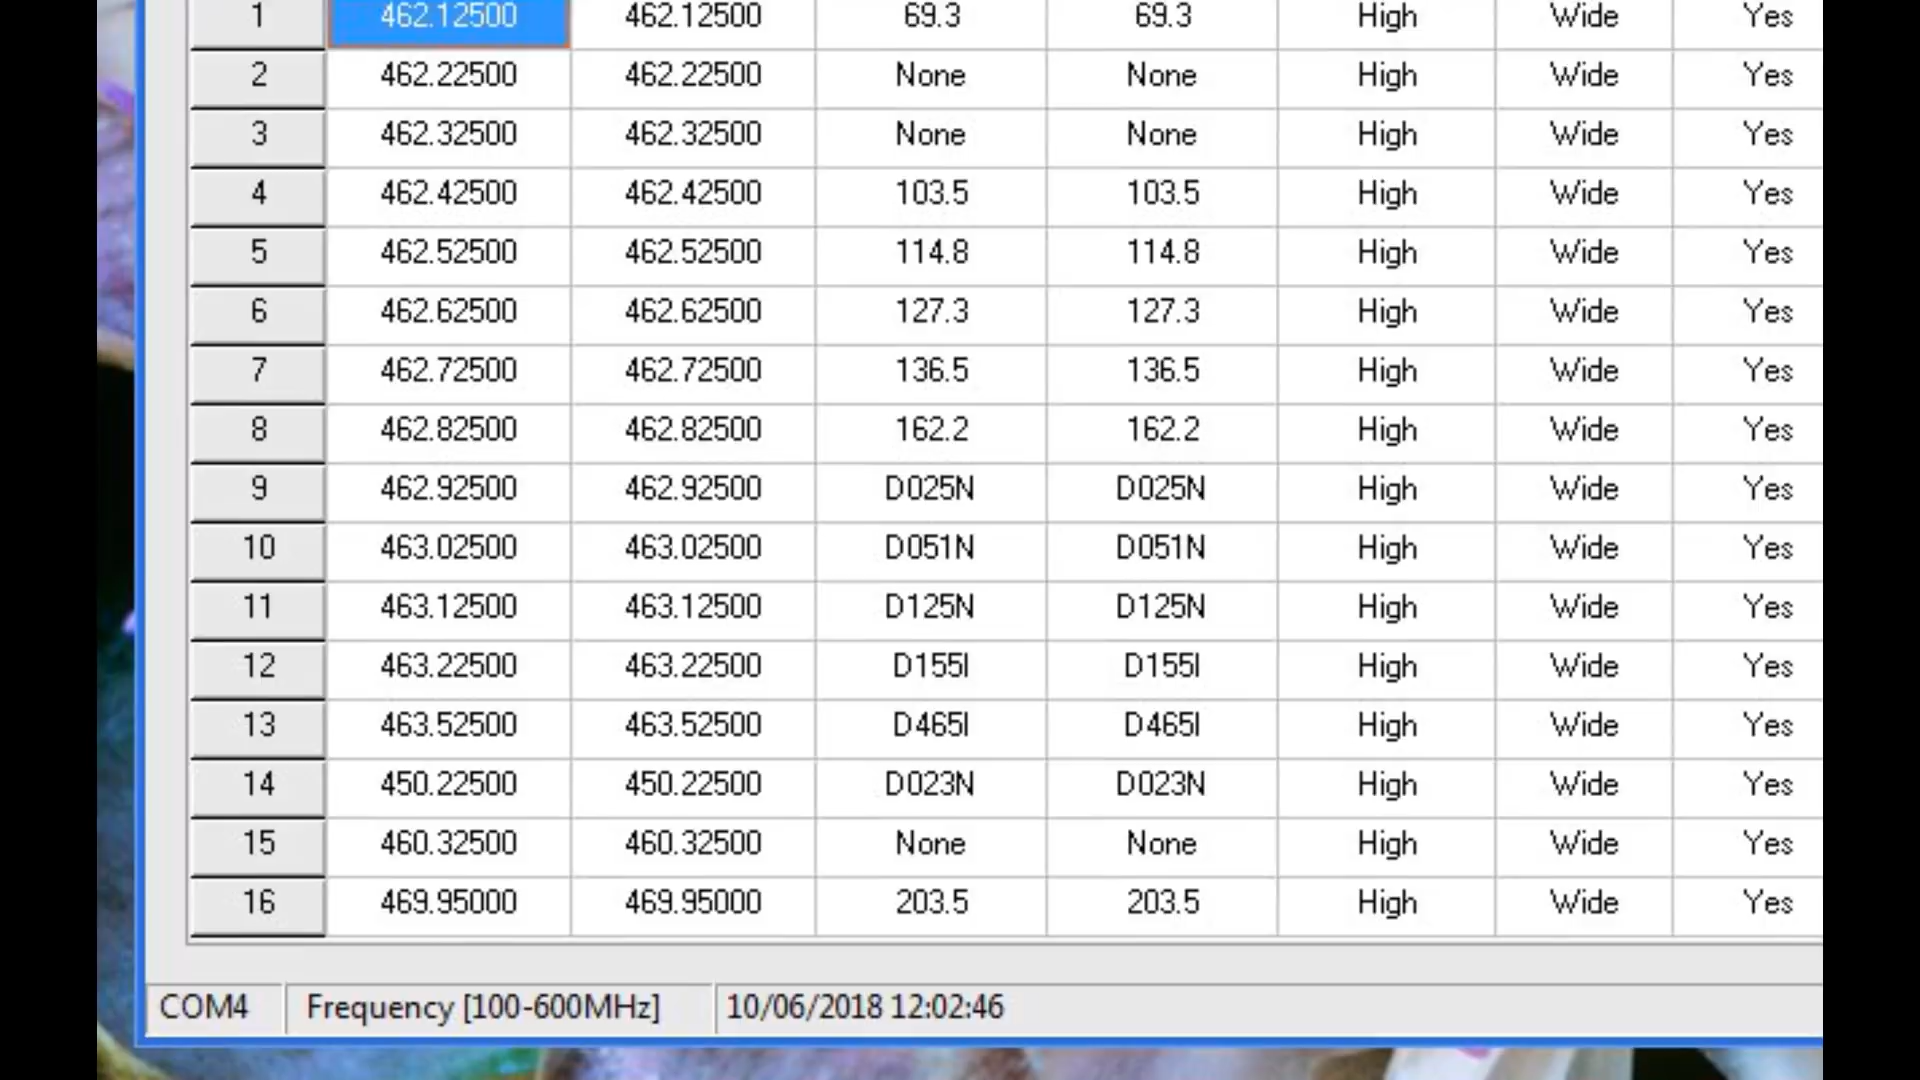 1 462.12500 462.12500 69.3 69.3 High Wide Yes
2 462.22500 462.22500 None None High Wide Yes
3 462.32500 462.32500 None None High Wide Yes
4 462.42500 462.42500 103.5 103.5 High Wide Yes
5 462.52500 462.52500 114.8 114.8 High Wide Yes
6 462.62500 462.62500 127.3 127.3 High Wide Yes
7 462.72500 462.72500 136.5 136.5 High Wide Yes
8 462.82500 462.82500 162.2 162.2 High Wide Yes
9 462.92500 462.92500 D025N D025N High Wide Yes
10 463.02500 463.02500 D051N D051N High Wide Yes
11 463.12500 463.12500 D125N D125N High Wide Yes
12 463.22500 463.22500 D155I D155I High Wide Yes
13 463.52500 463.52500 D465I D465I High Wide Yes
14 450.22500 450.22500 D023N D023N High Wide Yes
15 460.32500 460.32500 None None High Wide Yes
16 469.95000 469.95000 203.5 203.5 High Wide Yes
COM4 Frequency [100-600MHz] 10/06/2018 12:02:46